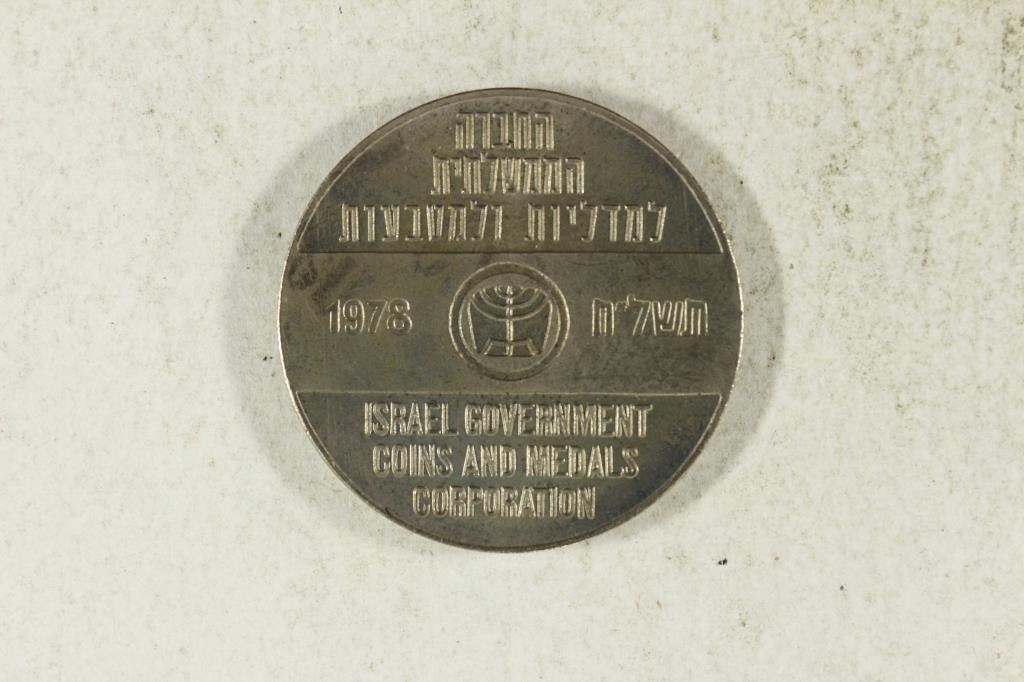 החברה
הממשלתית
למדליות ולמטבעות
1978 תשל״ח
ISRAEL GOVERNMENT
COINS AND MEDALS
CORPORATION